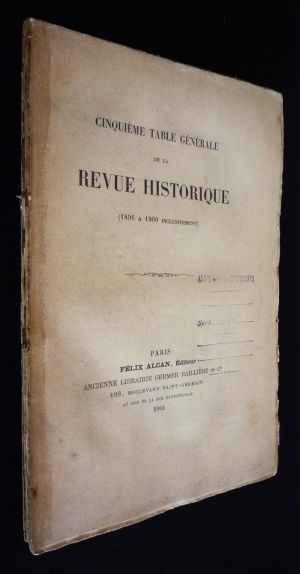 CINQUIÈME TABLE GÉNÉRALE
DE LA
REVUE HISTORIQUE
(1896 A 1900 INCLUSIVEMENT)
PARIS
FÉLIX ALCAN, Éditeur
ANCIENNE LIBRAIRIE GERMER BAILLIÈRE ET Cie
108, BOULEVARD SAINT-GERMAIN
AU COIN DE LA RUE HAUTEFEUILLE
1901